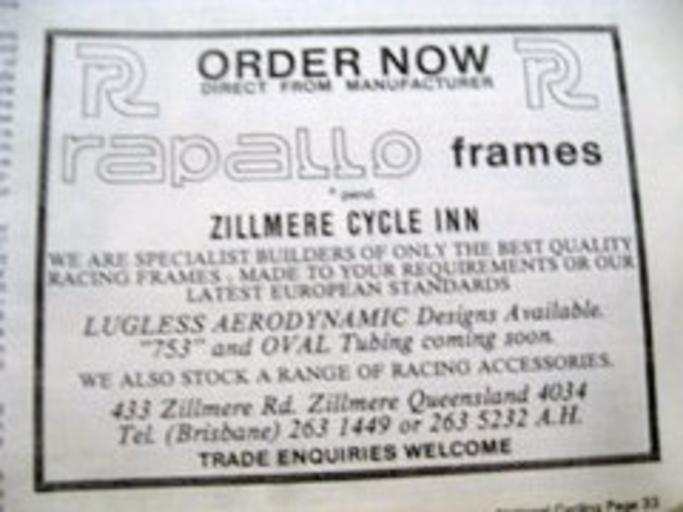 R ORDER NOW R
DIRECT FROM MANUFACTURER
rapallo frames
ZILLMERE CYCLE INN
WE ARE SPECIALIST BUILDERS OF ONLY THE BEST QUALITY
RACING FRAMES . MADE TO YOUR REQUIREMENTS OR OUR
LATEST EUROPEAN STANDARDS
LUGLESS AERODYNAMIC Designs Available.
"753" and OVAL Tubing coming soon.
WE ALSO STOCK A RANGE OF RACING ACCESSORIES.
433 Zillmere Rd. Zillmere Queensland 4034
Tel. (Brisbane) 263 1449 or 263 5232 A.H.
TRADE ENQUIRIES WELCOME
Cycling Page 33